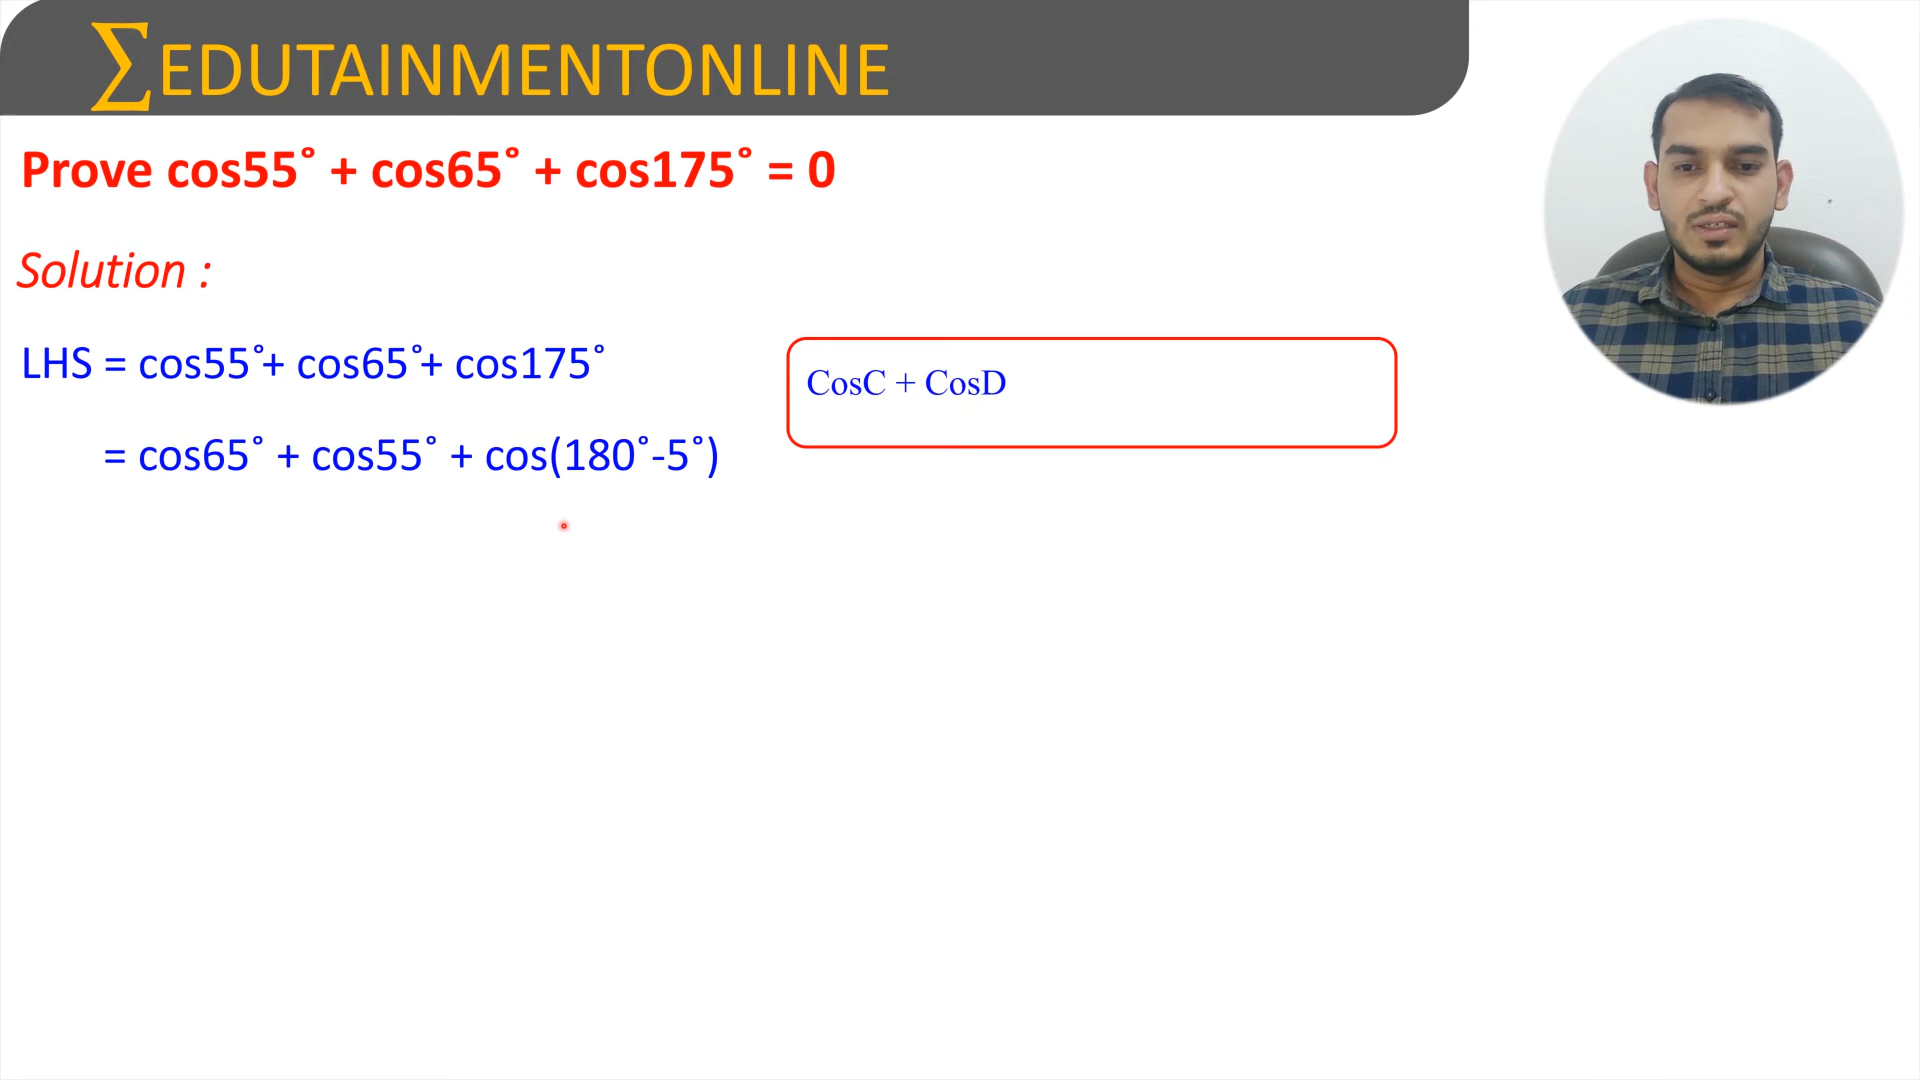 ∑EDUTAINMENTONLINE
Prove cos55˚ + cos65˚ + cos175˚ = 0
Solution :
LHS = cos55˚+ cos65˚+ cos175˚
CosC + CosD
= cos65˚ + cos55˚ + cos(180˚-5˚)